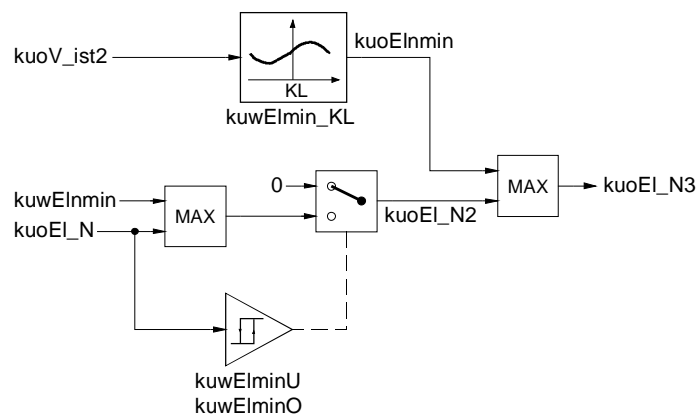 kuoV_ist2
kuoElnmin
KL
kuwElmin_KL
kuwElnmin
kuoEl_N
MAX
0
kuoEl_N2
MAX
kuoEl_N3
kuwElminU
kuwElminO